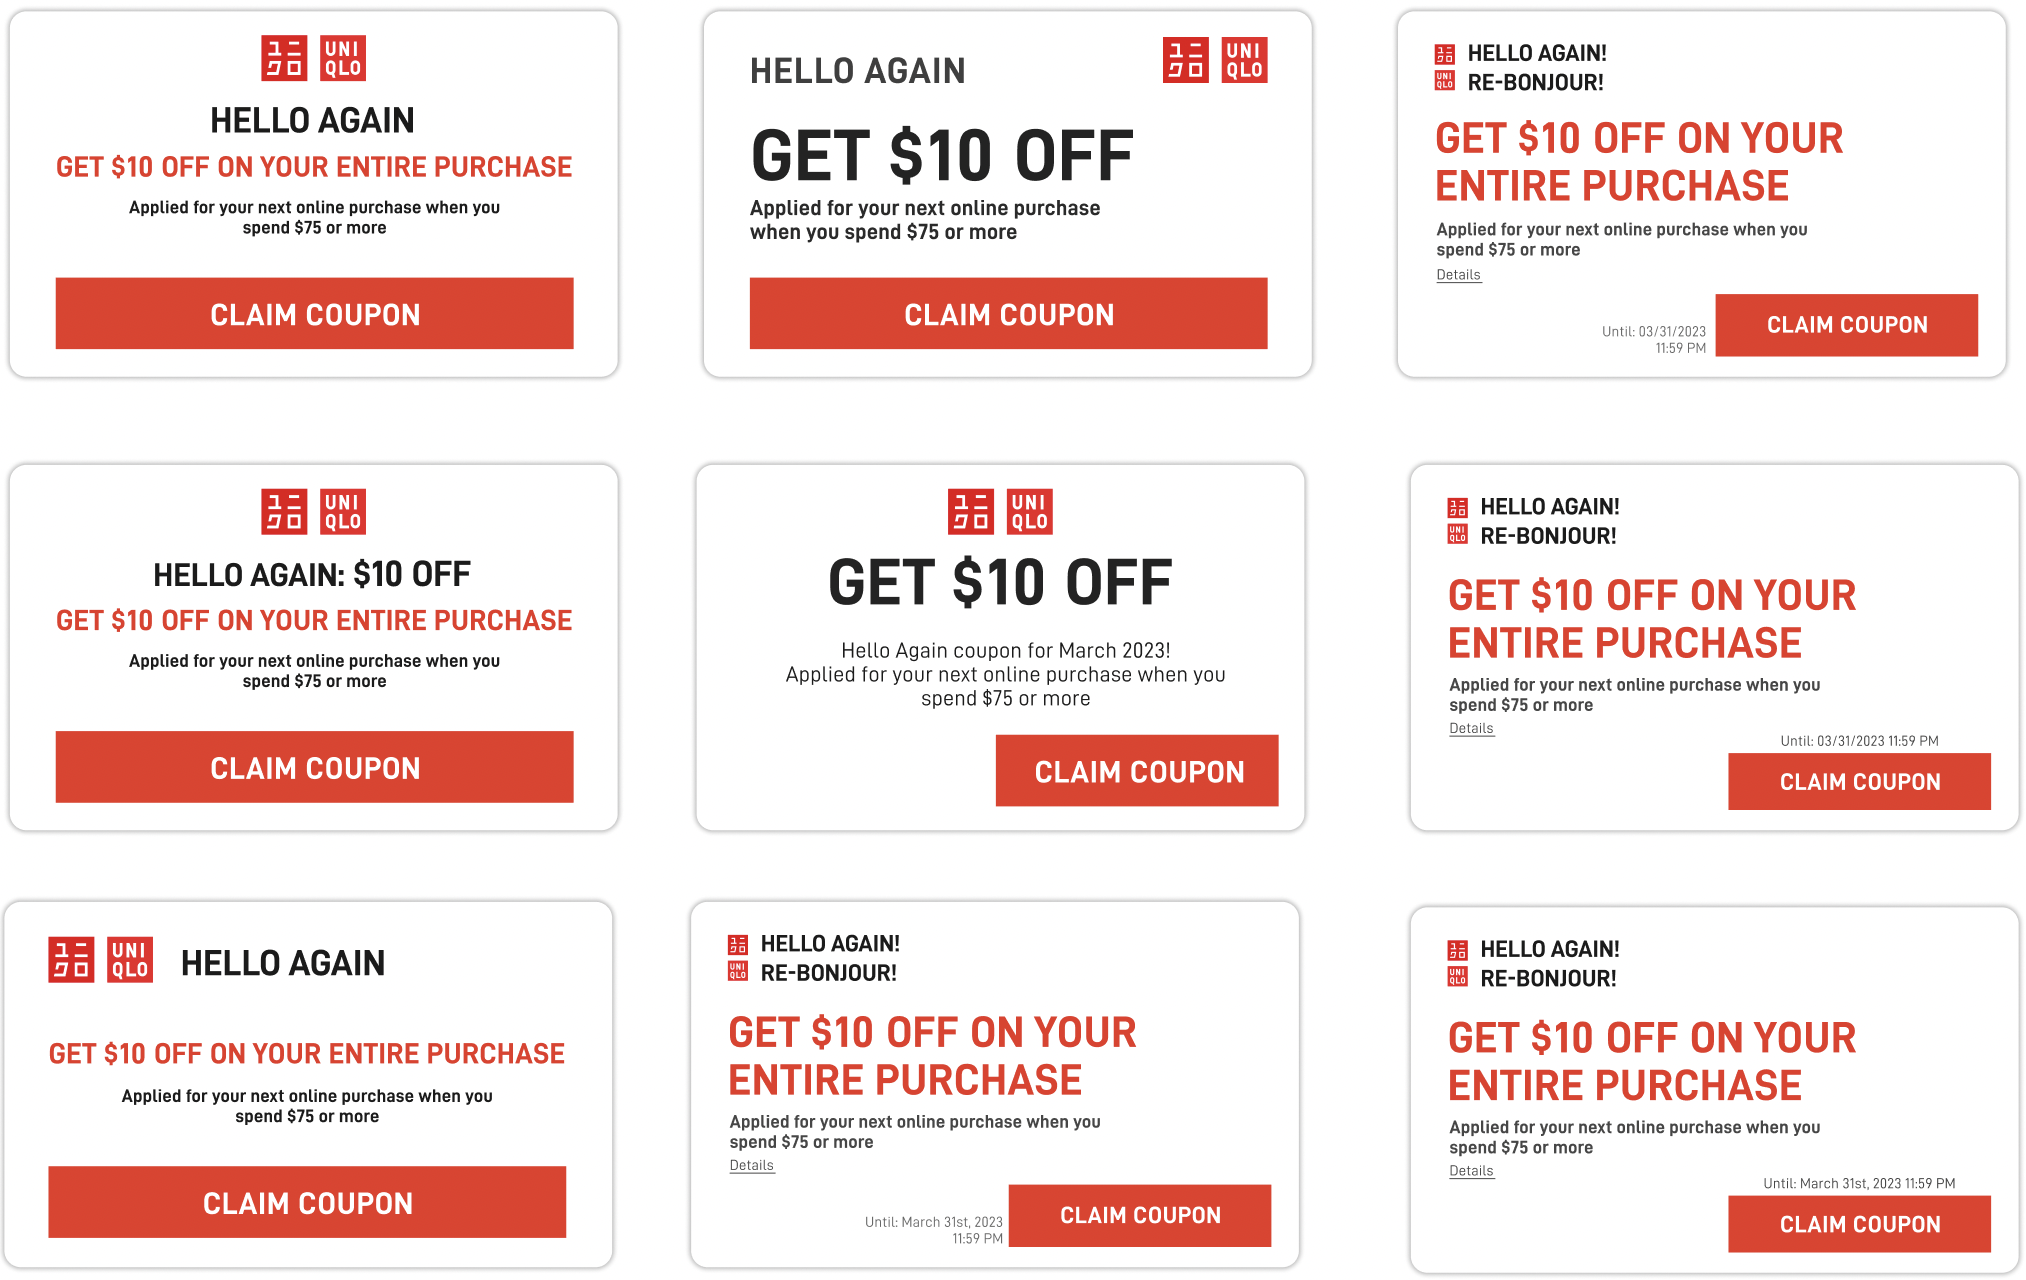 ユニ
クロ
UNI
QLO
HELLO AGAIN
GET $10 OFF ON YOUR ENTIRE PURCHASE
Applied for your next online purchase when you
spend $75 or more
CLAIM COUPON
HELLO AGAIN
ユニ
クロ
UNI
QLO
GET $10 OFF
Applied for your next online purchase
when you spend $75 or more
CLAIM COUPON
ユニ
クロ
HELLO AGAIN!
UNI
QLO
RE-BONJOUR!
GET $10 OFF ON YOUR
ENTIRE PURCHASE
Applied for your next online purchase when you
spend $75 or more
Details
Until: 03/31/2023
11:59 PM
CLAIM COUPON
ユニ
クロ
UNI
QLO
HELLO AGAIN: $10 OFF
GET $10 OFF ON YOUR ENTIRE PURCHASE
Applied for your next online purchase when you
spend $75 or more
CLAIM COUPON
ユニ
クロ
UNI
QLO
GET $10 OFF
Hello Again coupon for March 2023!
Applied for your next online purchase when you
spend $75 or more
CLAIM COUPON
ユニ
クロ
HELLO AGAIN!
UNI
QLO
RE-BONJOUR!
GET $10 OFF ON YOUR
ENTIRE PURCHASE
Applied for your next online purchase when you
spend $75 or more
Details
Until: 03/31/2023 11:59 PM
CLAIM COUPON
ユニ
クロ
UNI
QLO
HELLO AGAIN
GET $10 OFF ON YOUR ENTIRE PURCHASE
Applied for your next online purchase when you
spend $75 or more
CLAIM COUPON
ユニ
クロ
HELLO AGAIN!
UNI
QLO
RE-BONJOUR!
GET $10 OFF ON YOUR
ENTIRE PURCHASE
Applied for your next online purchase when you
spend $75 or more
Details
Until: March 31st, 2023
11:59 PM
CLAIM COUPON
ユニ
クロ
HELLO AGAIN!
UNI
QLO
RE-BONJOUR!
GET $10 OFF ON YOUR
ENTIRE PURCHASE
Applied for your next online purchase when you
spend $75 or more
Details
Until: March 31st, 2023 11:59 PM
CLAIM COUPON